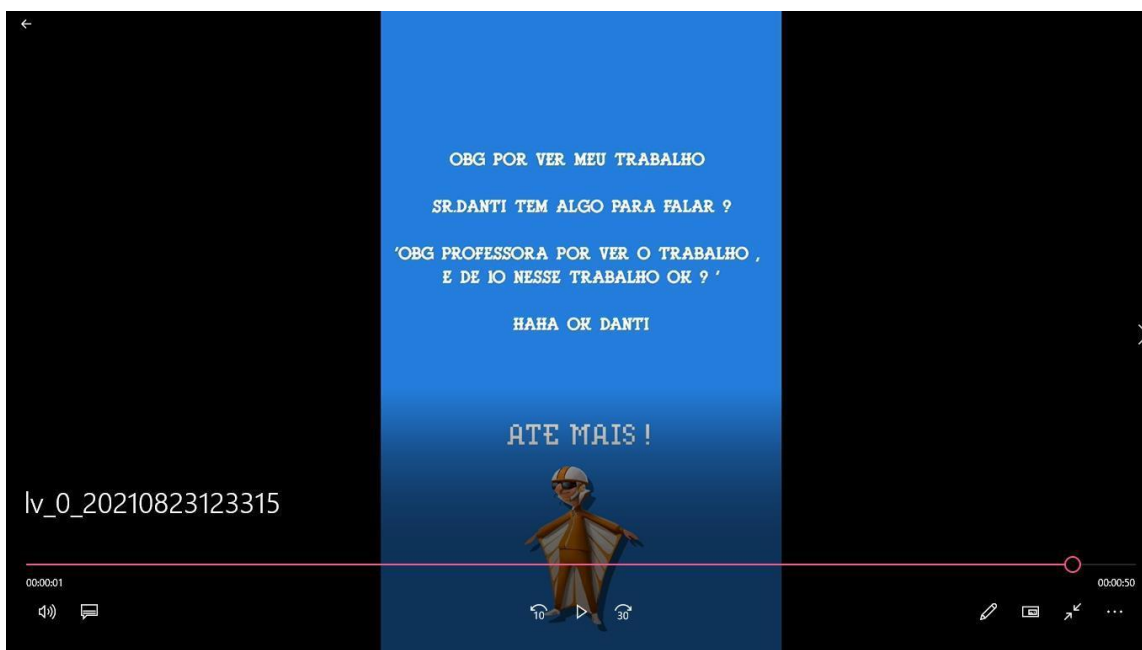 OBG POR VER MEU TRABALHO
SR.DANTI TEM ALGO PARA FALAR ?
'OBG PROFESSORA POR VER O TRABALHO ,
E DE 10 NESSE TRABALHO OK ? '
HAHA OK DANTI
ATE MAIS !
lv_0_20210823123315
00:00:01
00:00:50
10
30